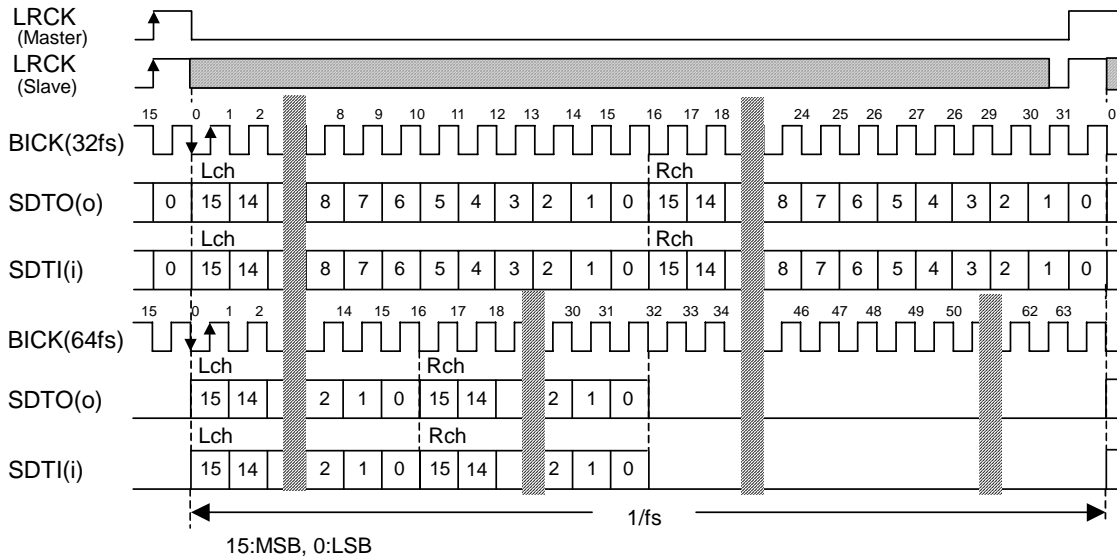 LRCK
(Master)
LRCK
(Slave)
15 0 1 2 8 9 10 11 12 13 14 15 16 17 18 24 25 26 27 26 29 30 31 0
BICK(32fs)
Lch Rch
SDTO(o) 0 15 14 8 7 6 5 4 3 2 1 0 15 14 8 7 6 5 4 3 2 1 0
Lch Rch
SDTI(i) 0 15 14 8 7 6 5 4 3 2 1 0 15 14 8 7 6 5 4 3 2 1 0
15 0 1 2 14 15 16 17 18 30 31 32 33 34 46 47 48 49 50 62 63
BICK(64fs)
Lch Rch
SDTO(o) 15 14 2 1 0 15 14 2 1 0
Lch Rch
SDTI(i) 15 14 2 1 0 15 14 2 1 0
1/fs
15:MSB, 0:LSB